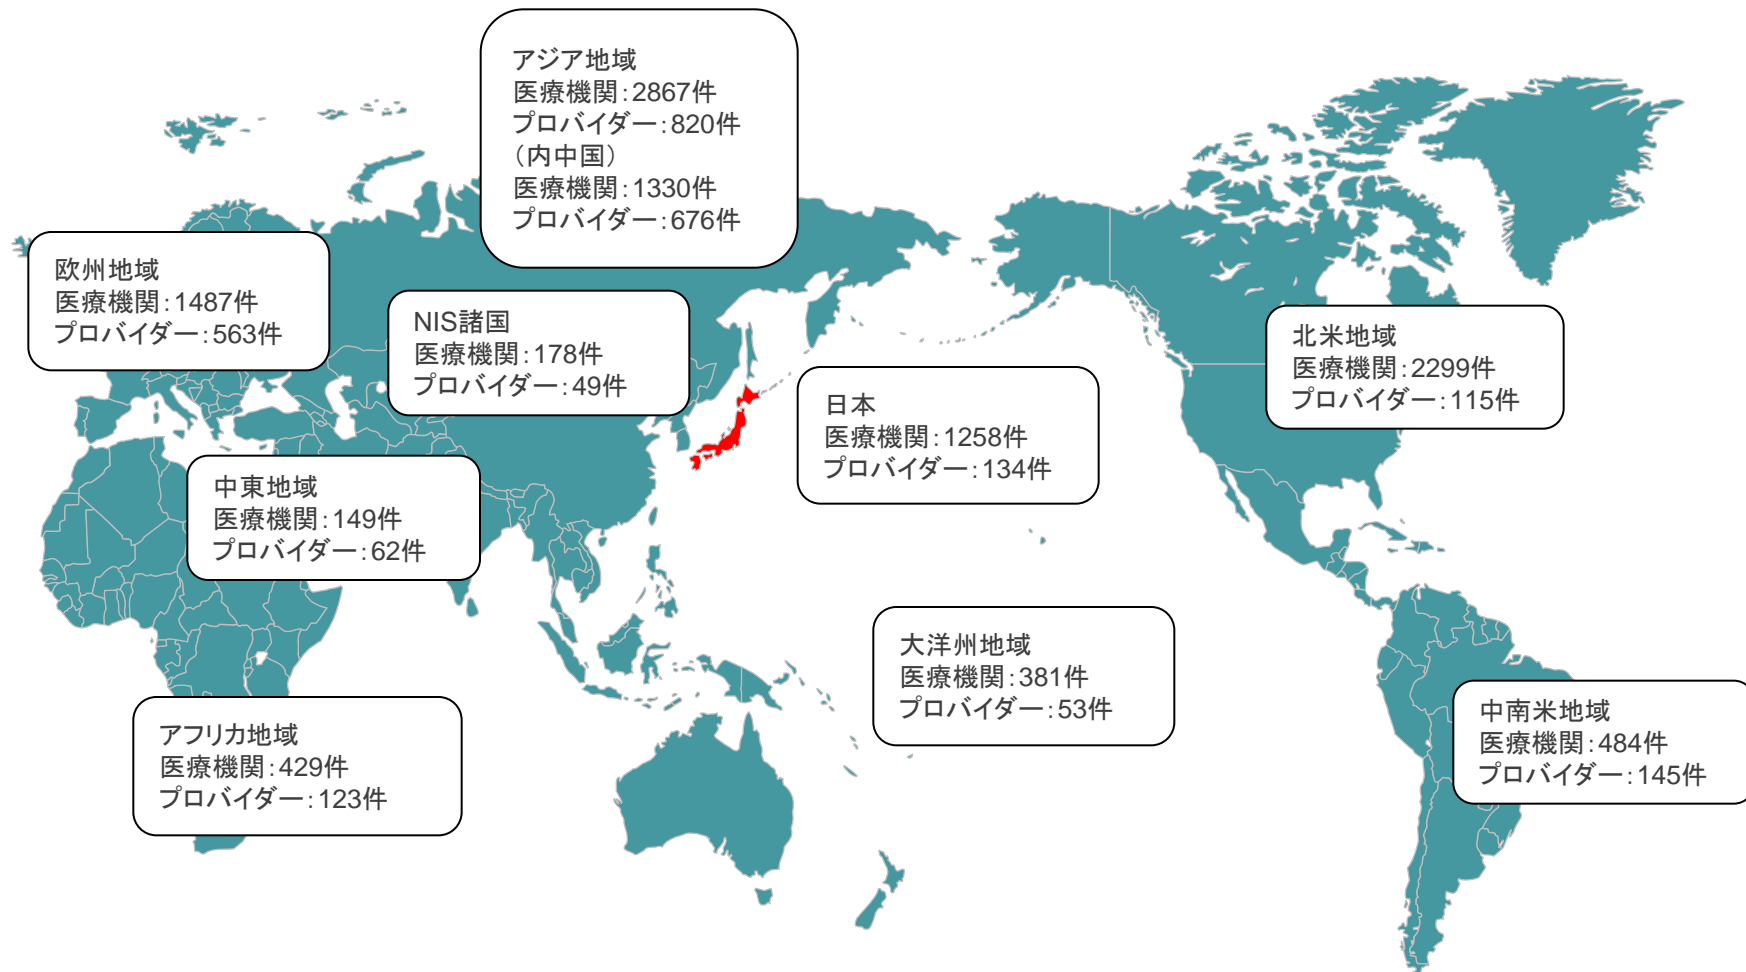 アジア地域
医療機関：2867件
プロバイダー：820件
（内中国）
医療機関：1330件
プロバイダー：676件
欧州地域
医療機関：1487件
プロバイダー：563件
NIS諸国
医療機関：178件
プロバイダー：49件
北米地域
医療機関：2299件
プロバイダー：115件
日本
医療機関：1258件
プロバイダー：134件
中東地域
医療機関：149件
プロバイダー：62件
大洋州地域
医療機関：381件
プロバイダー：53件
中南米地域
医療機関：484件
プロバイダー：145件
アフリカ地域
医療機関：429件
プロバイダー：123件